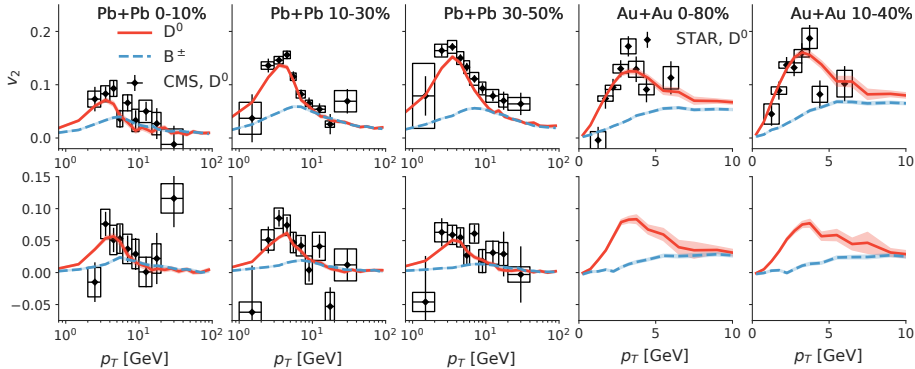 Pb+Pb 0-10%
Pb+Pb 10-30%
Pb+Pb 30-50%
Au+Au 0-80%
Au+Au 10-40%
D⁰
B±
CMS, D⁰
STAR, D⁰
v₂
0.2
0.1
0.0
10⁰ 10¹ 10²
10⁰ 10¹ 10²
10⁰ 10¹ 10²
0 5 10
0 5 10
0.15
0.10
0.05
0.00
−0.05
10⁰ 10¹ 10²
10⁰ 10¹ 10²
10⁰ 10¹ 10²
0 5 10
0 5 10
p_T [GeV]
p_T [GeV]
p_T [GeV]
p_T [GeV]
p_T [GeV]